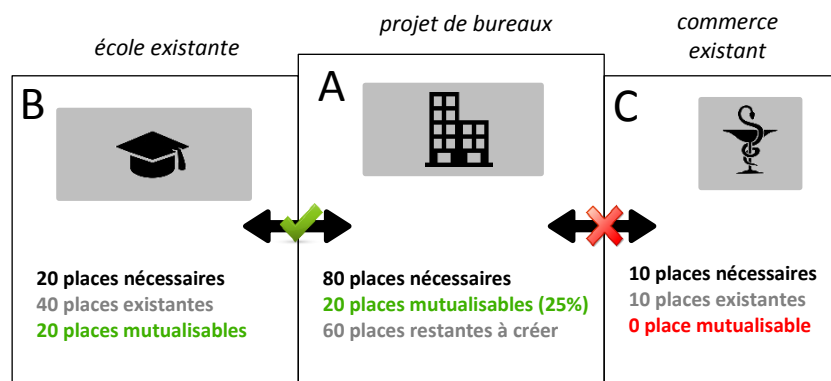 école existante
projet de bureaux
commerce
existant
B
20 places nécessaires
40 places existantes
20 places mutualisables
A
80 places nécessaires
20 places mutualisables (25%)
60 places restantes à créer
C
10 places nécessaires
10 places existantes
0 place mutualisable